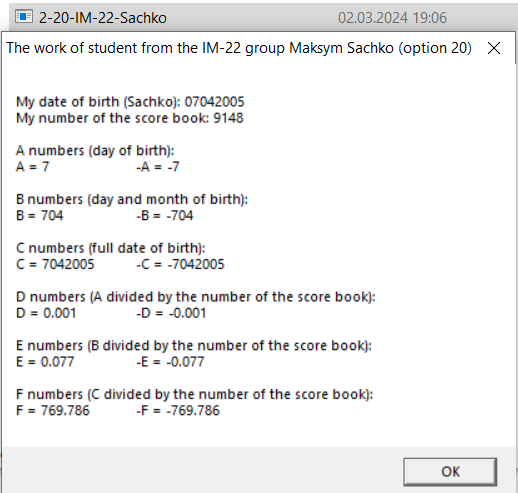 2-20-IM-22-Sachko 02.03.2024 19:06
The work of student from the IM-22 group Maksym Sachko (option 20)
My date of birth (Sachko): 07042005
My number of the score book: 9148
A numbers (day of birth):
A = 7 -A = -7
B numbers (day and month of birth):
B = 704 -B = -704
C numbers (full date of birth):
C = 7042005 -C = -7042005
D numbers (A divided by the number of the score book):
D = 0.001 -D = -0.001
E numbers (B divided by the number of the score book):
E = 0.077 -E = -0.077
F numbers (C divided by the number of the score book):
F = 769.786 -F = -769.786
OK